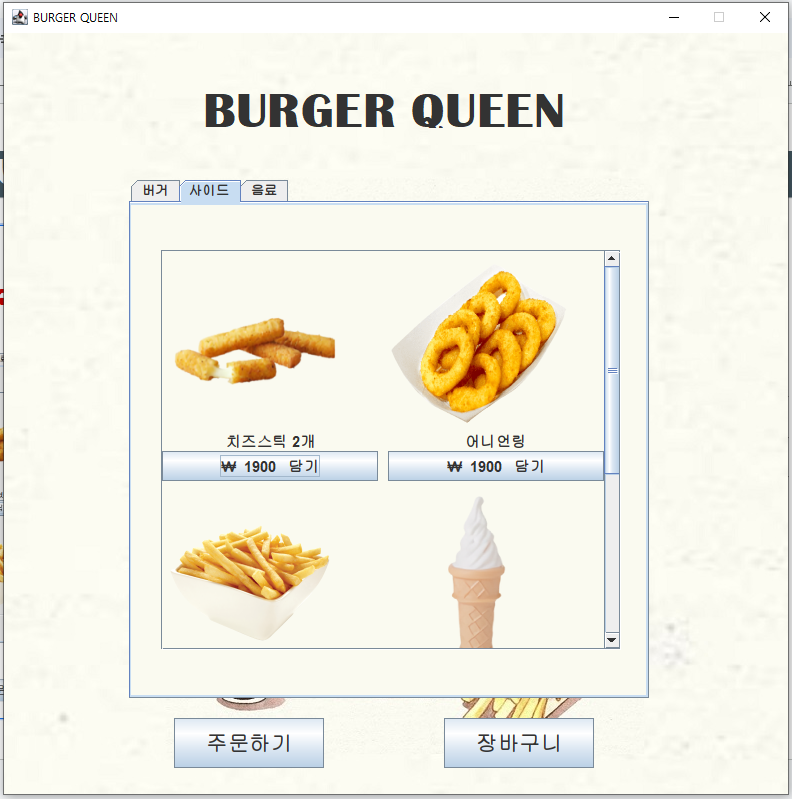 BURGER QUEEN
BURGER QUEEN
버거 사이드 음료
치즈스틱 2개 어니언링
₩ 1900 담기 ₩ 1900 담기
주문하기 장바구니